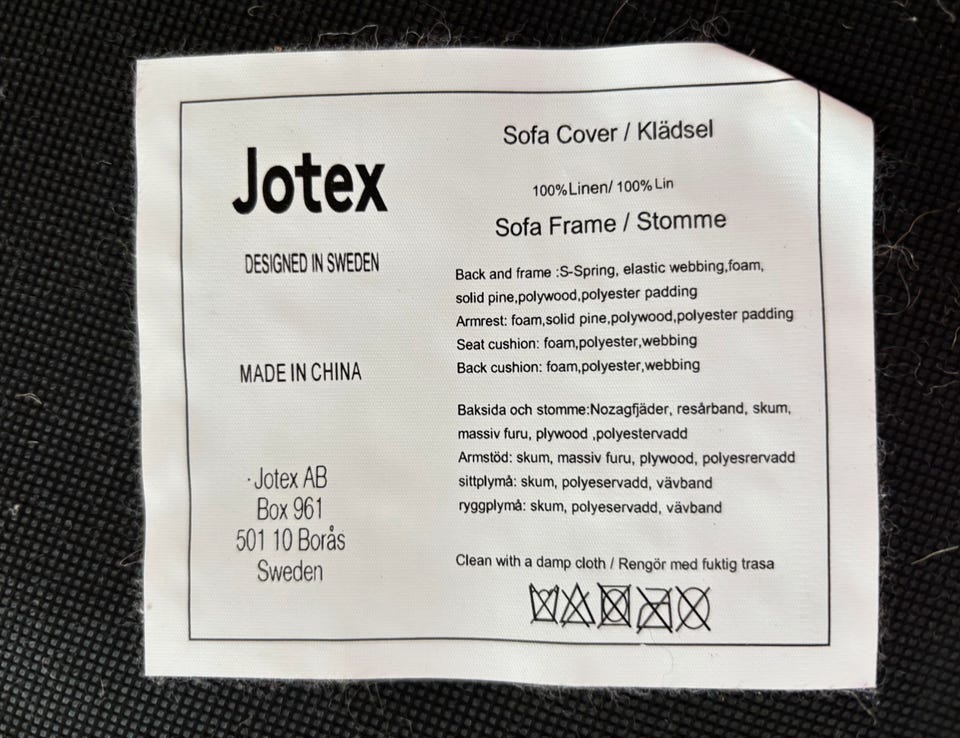 Jotex
DESIGNED IN SWEDEN
MADE IN CHINA
Jotex AB
Box 961
501 10 Borås
Sweden
Sofa Cover / Klädsel
100%Linen/ 100% Lin
Sofa Frame / Stomme
Back and frame :S-Spring, elastic webbing,foam,
solid pine,polywood,polyester padding
Armrest: foam,solid pine,polywood,polyester padding
Seat cushion: foam,polyester,webbing
Back cushion: foam,polyester,webbing
Baksida och stomme:Nozagfjäder, resårband, skum,
massiv furu, plywood ,polyestervadd
Armstöd: skum, massiv furu, plywood, polyesrervadd
sittplymå: skum, polyeservadd, vävband
ryggplymå: skum, polyeservadd, vävband
Clean with a damp cloth / Rengör med fuktig trasa